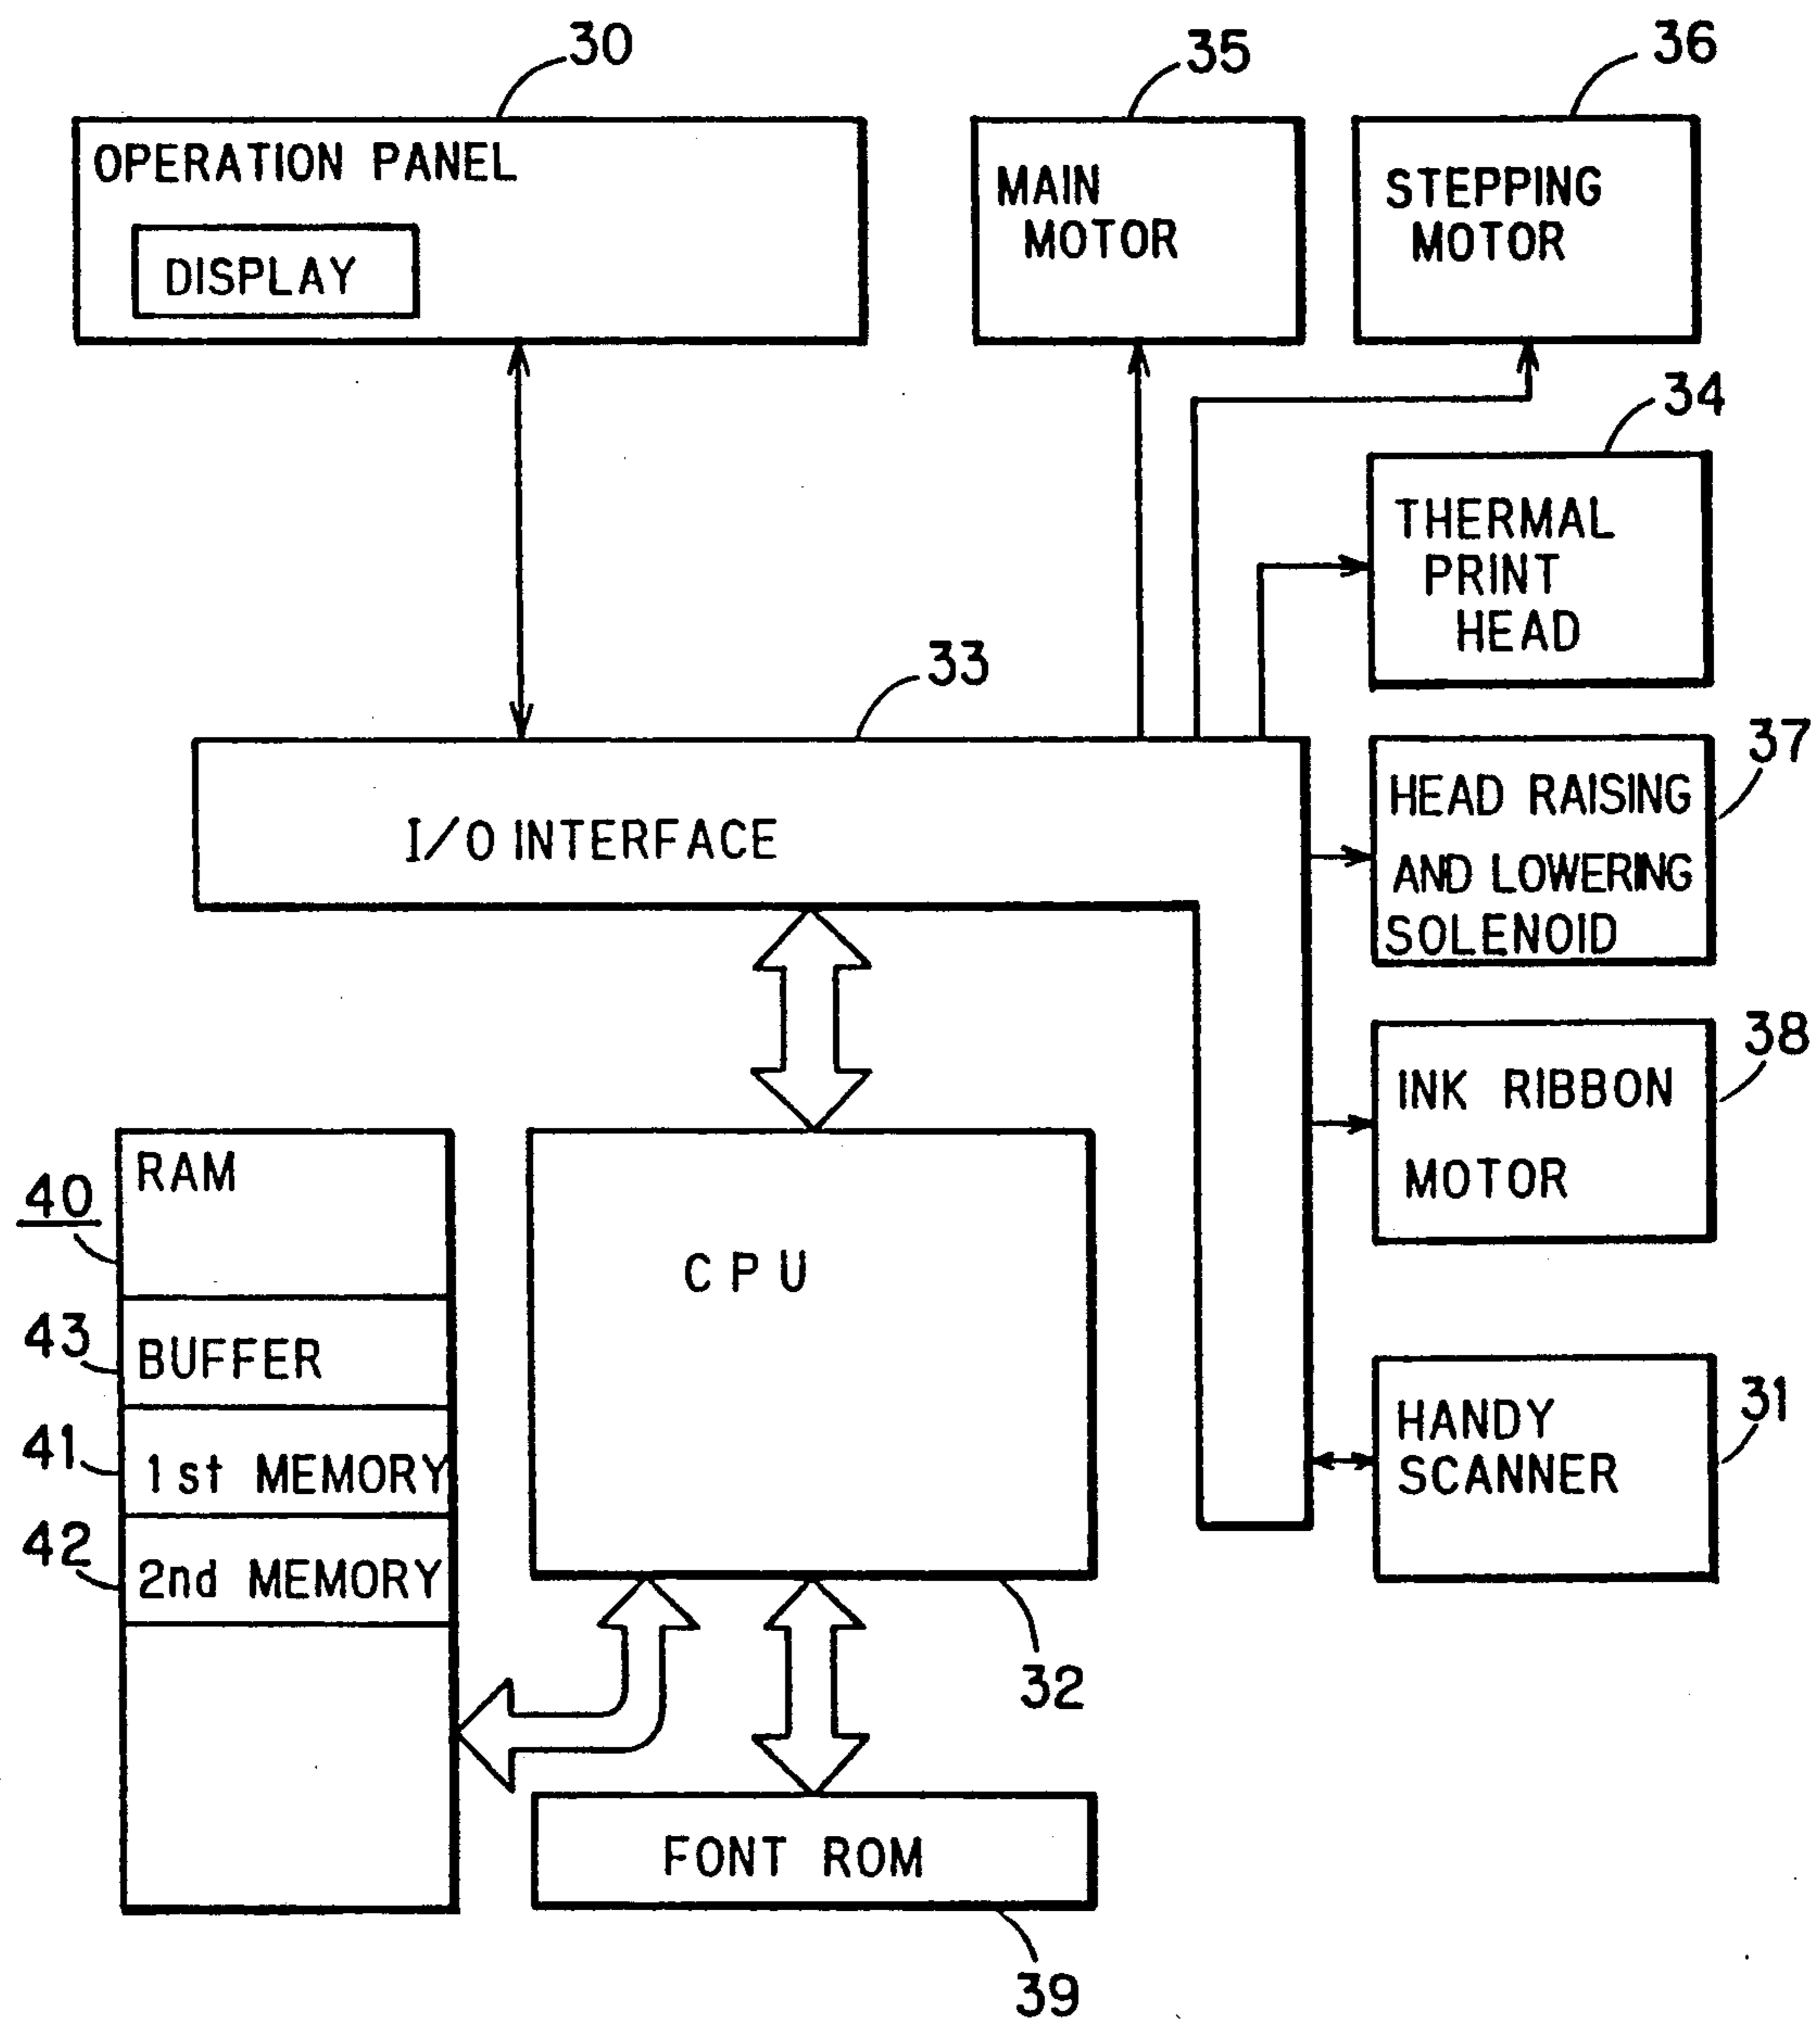 30
35
36
OPERATION PANEL
DISPLAY
MAIN
MOTOR
STEPPING
MOTOR
34
THERMAL
PRINT
HEAD
33
37
I/O INTERFACE
HEAD RAISING
AND LOWERING
SOLENOID
38
INK RIBBON
MOTOR
40
RAM
CPU
43
BUFFER
41
1st MEMORY
42
2nd MEMORY
31
HANDY
SCANNER
32
FONT ROM
39